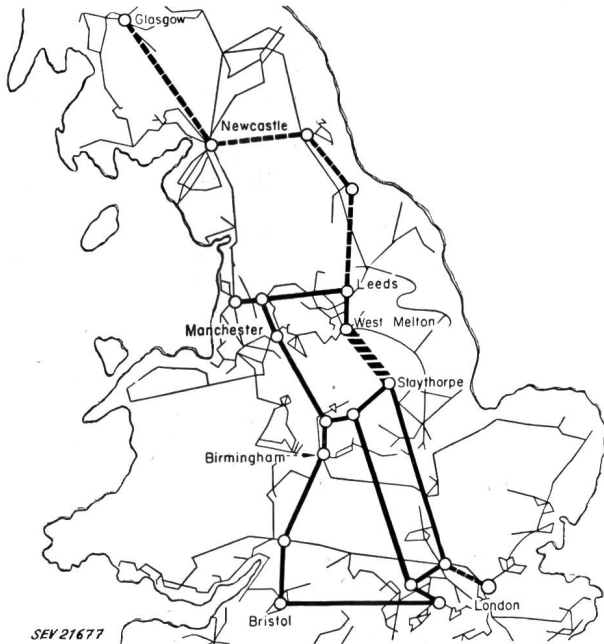 Glasgow
Newcastle
Leeds
Manchester
West Melton
Staythorpe
Birmingham
Bristol
London
SEV 21677